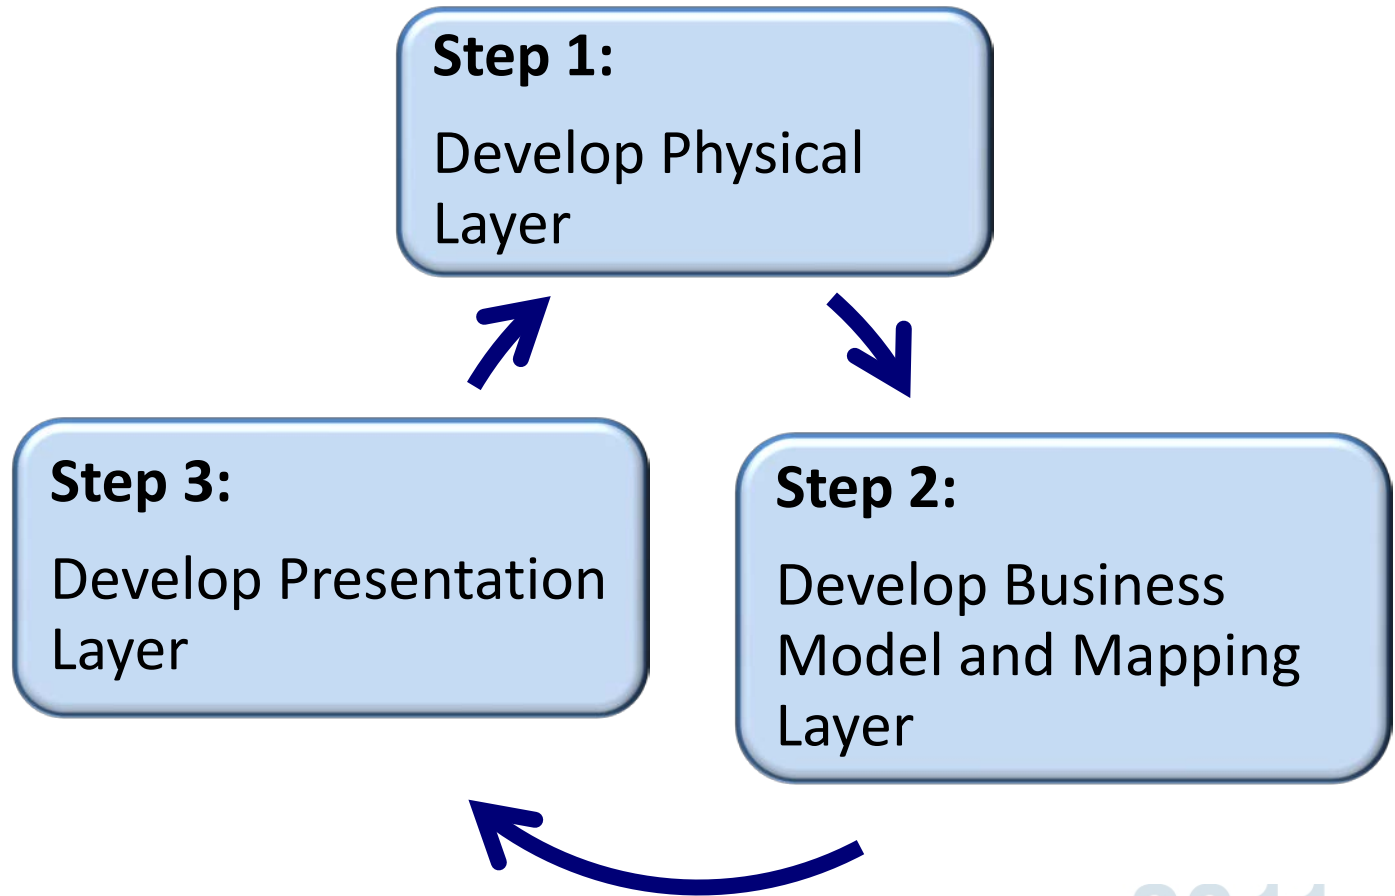 Step 1:
Develop Physical
Layer
Step 3:
Develop Presentation
Layer
Step 2:
Develop Business
Model and Mapping
Layer